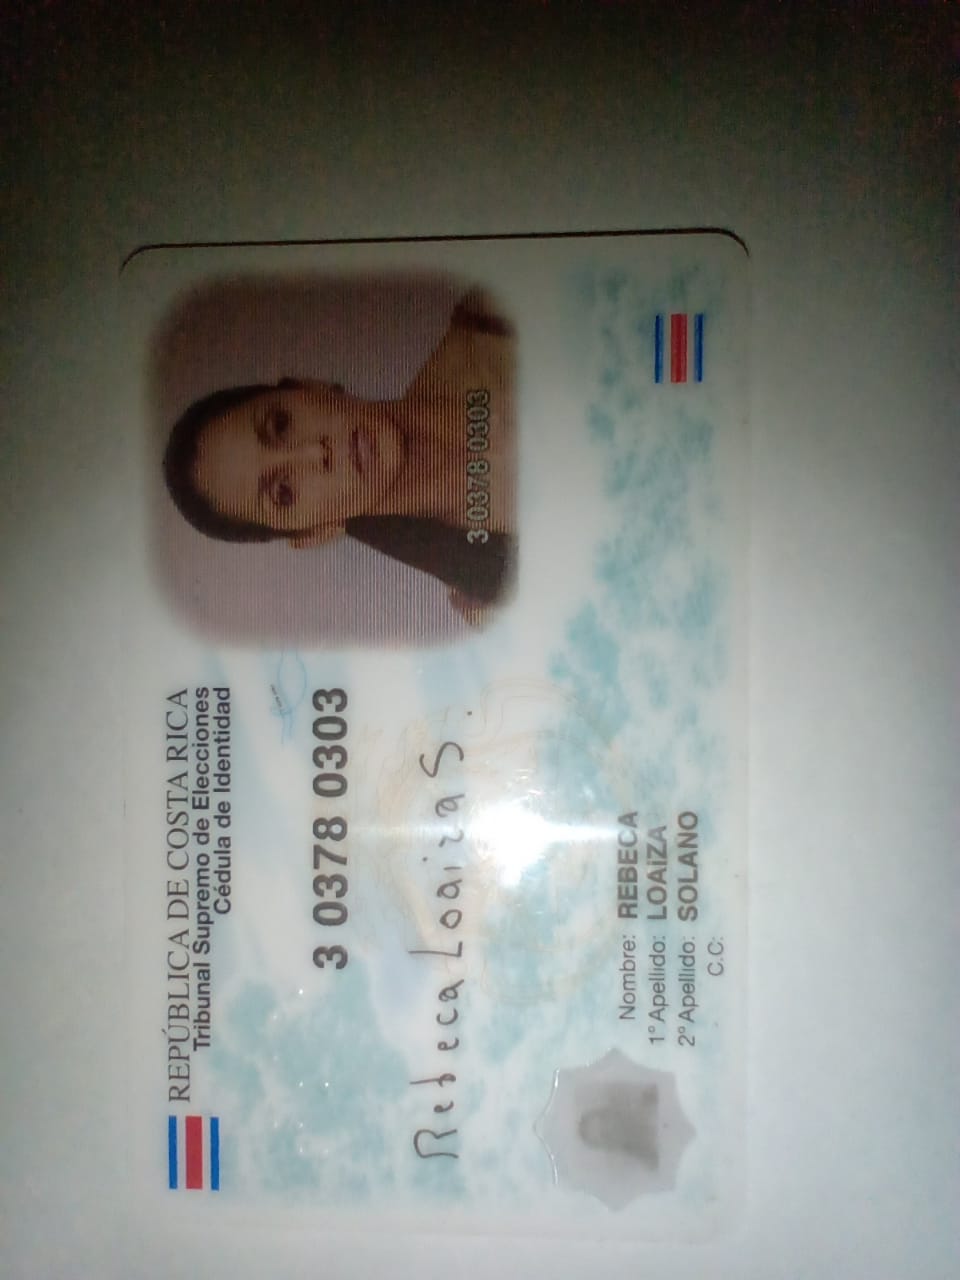 REPÚBLICA DE COSTA RICA
Tribunal Supremo de Elecciones
Cédula de Identidad
3 0378 0303
3 0378 0303
Rebeca Loaiza S.
Nombre: REBECA
1° Apellido: LOAIZA
2° Apellido: SOLANO
C.C: